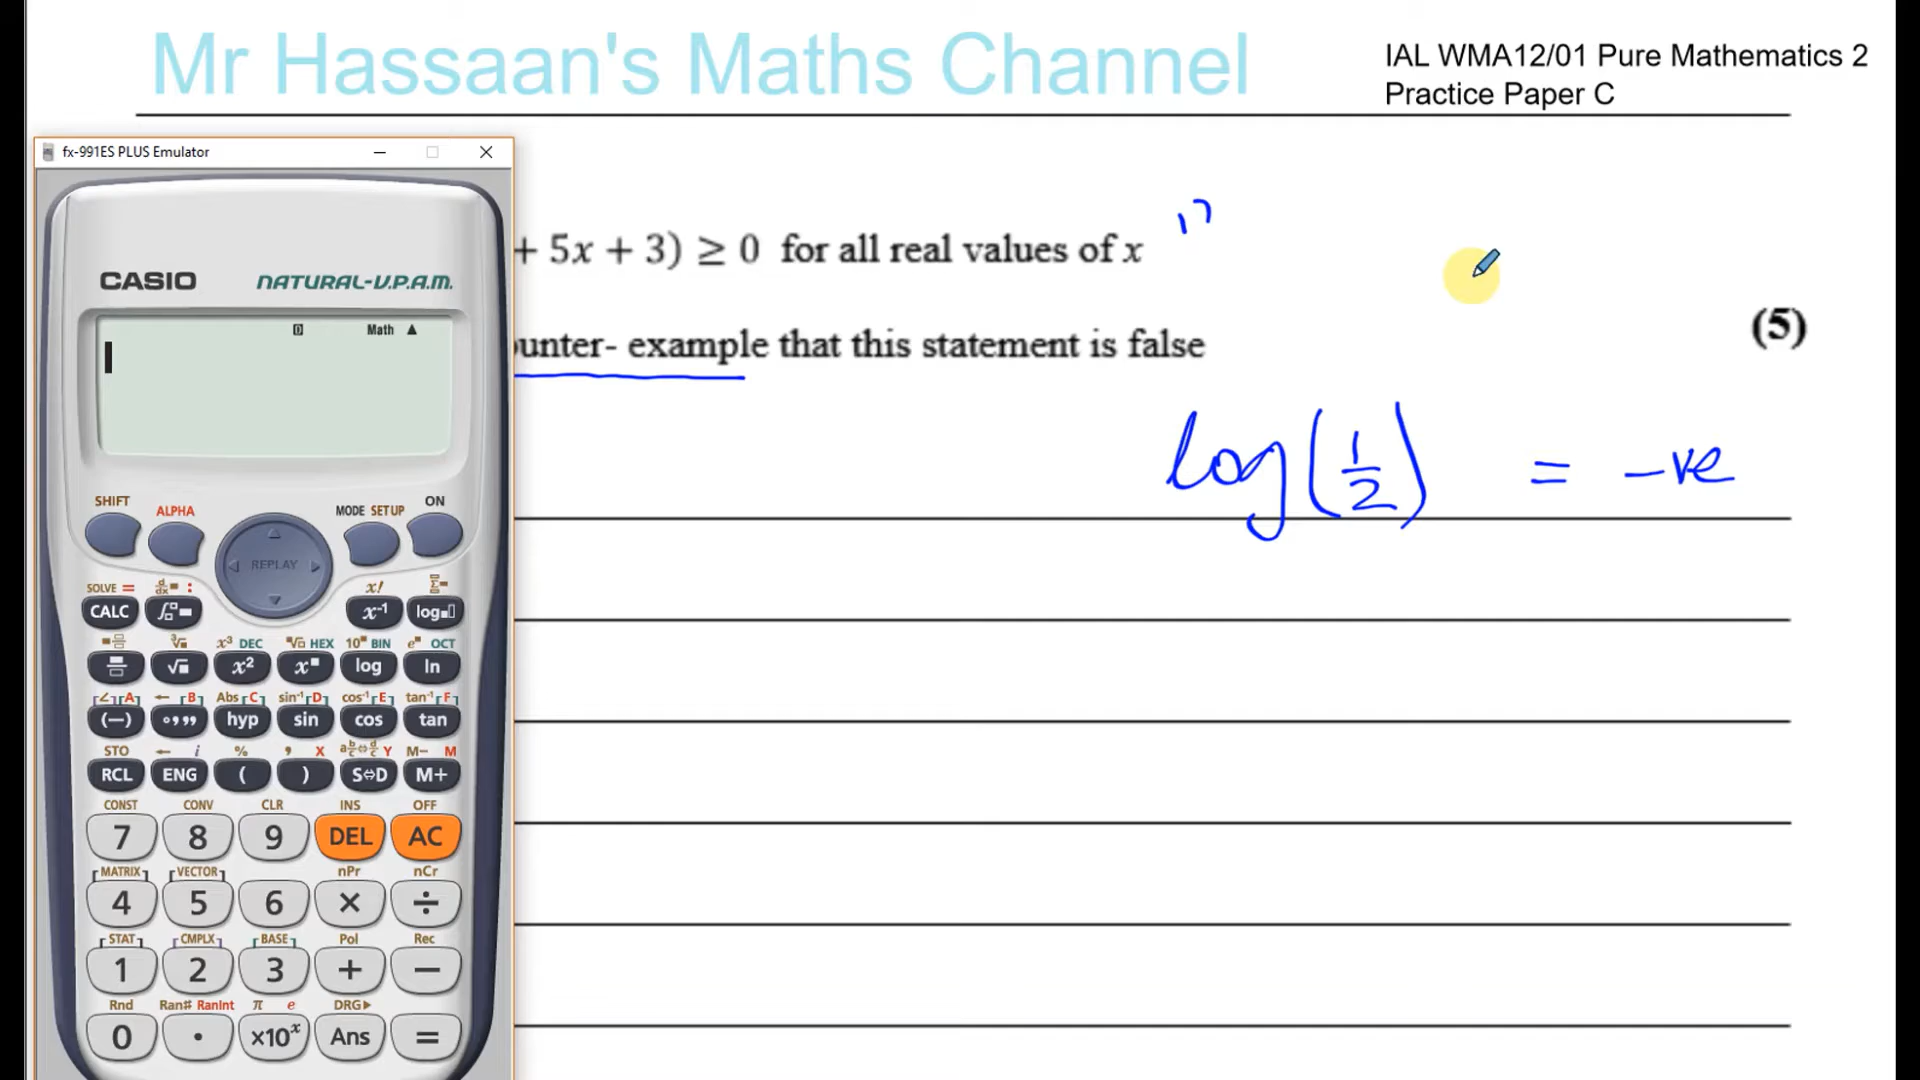 Mr Hassaan's Maths Channel
IAL WMA12/01 Pure Mathematics 2
Practice Paper C
fx-991ES PLUS Emulator
+ 5x + 3) ≥ 0 for all real values of x "
(5)
ounter- example that this statement is false
log(1/2) = -ve
CASIO
NATURAL-V.P.A.M.
D Math ▲
SHIFT ALPHA MODE SETUP ON
REPLAY
SOLVE = d/dx : x! Σ
CALC ∫ x⁻¹ log
³√ x³ DEC √ HEX 10 BIN e OCT
√ x² x log ln
∠ A ← B Abs C sin⁻¹ D cos⁻¹ E tan⁻¹ F
(−) °,,, hyp sin cos tan
STO ← i % , X a b/c⇔d/c Y M− M
RCL ENG ( ) S⇔D M+
CONST CONV CLR INS OFF
7 8 9 DEL AC
MATRIX VECTOR nPr nCr
4 5 6 × ÷
STAT CMPLX BASE Pol Rec
1 2 3 + −
Rnd Ran# RanInt π e DRG▶
0 . ×10ˣ Ans =